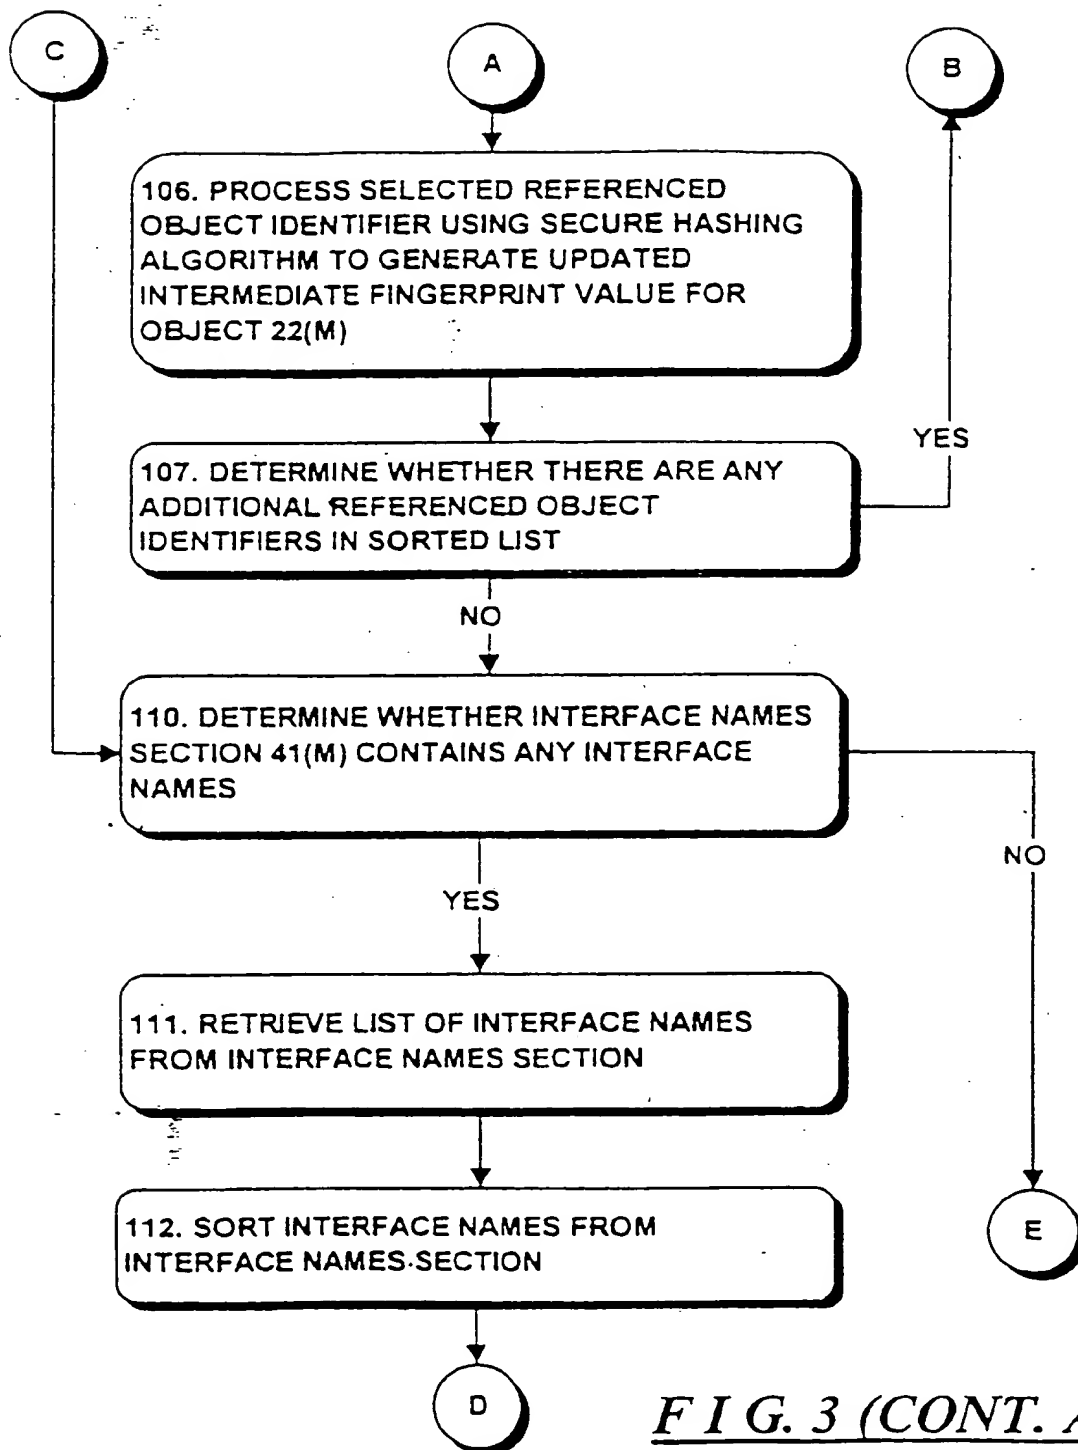 C
A
B
106. PROCESS SELECTED REFERENCED
OBJECT IDENTIFIER USING SECURE HASHING
ALGORITHM TO GENERATE UPDATED
INTERMEDIATE FINGERPRINT VALUE FOR
OBJECT 22(M)
YES
107. DETERMINE WHETHER THERE ARE ANY
ADDITIONAL REFERENCED OBJECT
IDENTIFIERS IN SORTED LIST
NO
110. DETERMINE WHETHER INTERFACE NAMES
SECTION 41(M) CONTAINS ANY INTERFACE
NAMES
NO
YES
111. RETRIEVE LIST OF INTERFACE NAMES
FROM INTERFACE NAMES SECTION
112. SORT INTERFACE NAMES FROM
INTERFACE NAMES SECTION
E
D
FIG. 3 (CONT. A